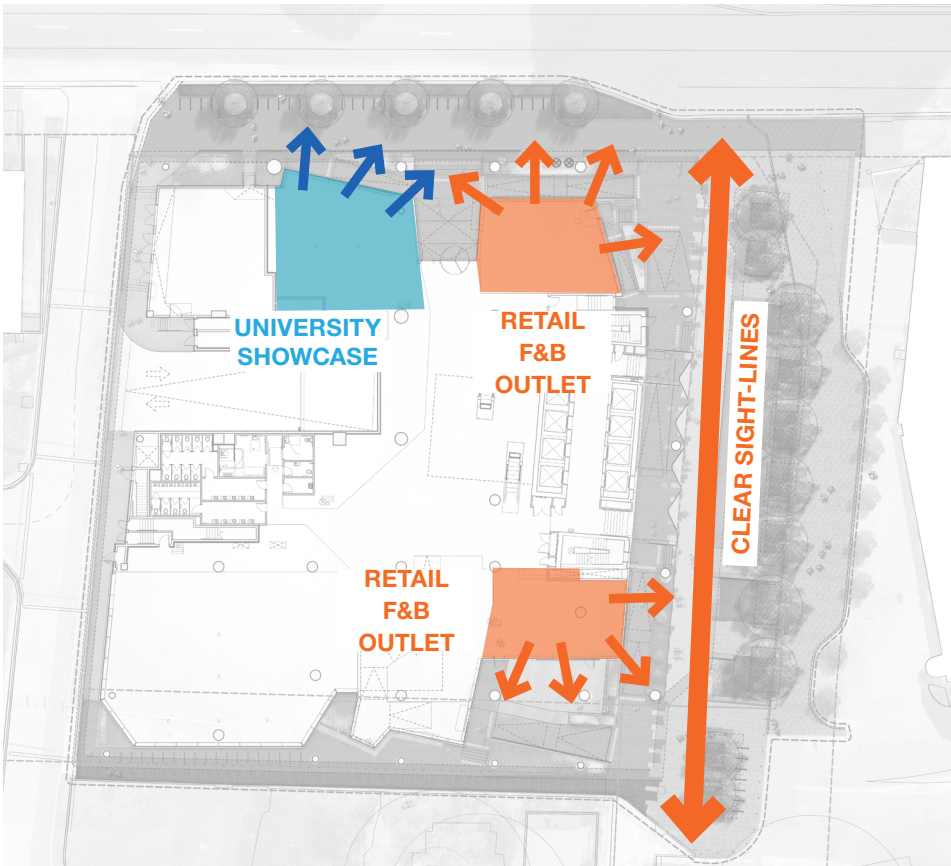 UNIVERSITY
SHOWCASE
RETAIL
F&B
OUTLET
CLEAR SIGHT-LINES
RETAIL
F&B
OUTLET